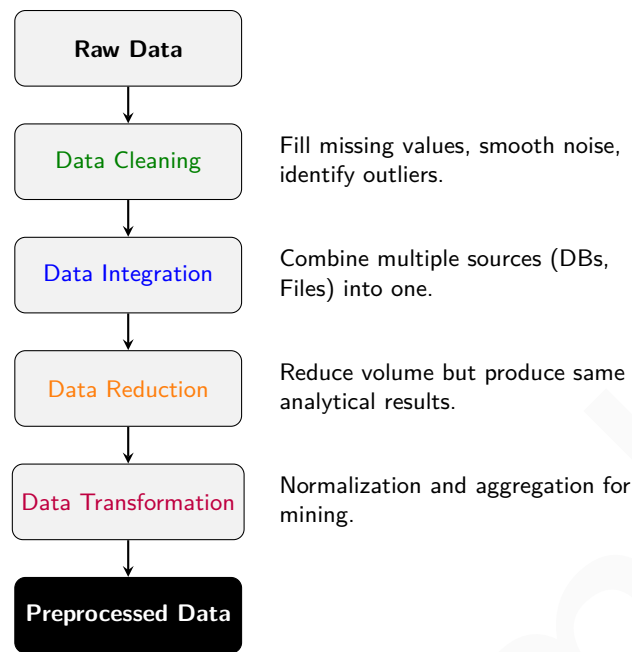 Raw Data
Data Cleaning
Fill missing values, smooth noise,
identify outliers.
Data Integration
Combine multiple sources (DBs,
Files) into one.
Data Reduction
Reduce volume but produce same
analytical results.
Data Transformation
Normalization and aggregation for
mining.
Preprocessed Data